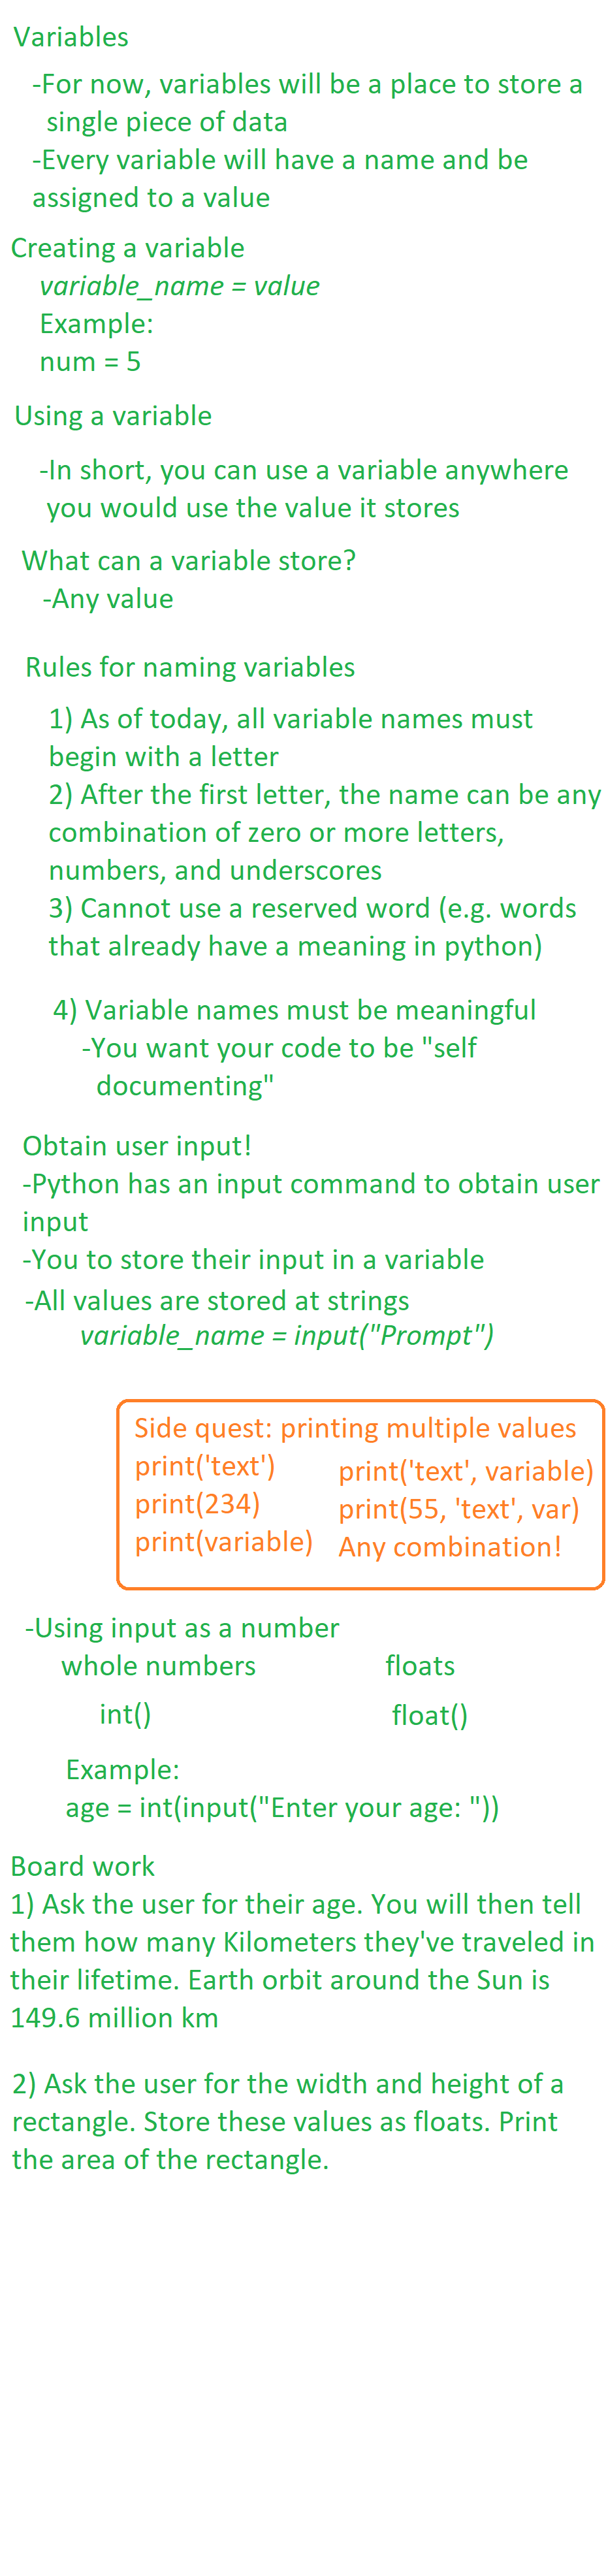 Variables
-For now, variables will be a place to store a
single piece of data
-Every variable will have a name and be
assigned to a value
Creating a variable
variable_name = value
Example:
num = 5
Using a variable
-In short, you can use a variable anywhere
you would use the value it stores
What can a variable store?
-Any value
Rules for naming variables
1) As of today, all variable names must
begin with a letter
2) After the first letter, the name can be any
combination of zero or more letters,
numbers, and underscores
3) Cannot use a reserved word (e.g. words
that already have a meaning in python)
4) Variable names must be meaningful
-You want your code to be "self
documenting"
Obtain user input!
-Python has an input command to obtain user
input
-You to store their input in a variable
-All values are stored at strings
variable_name = input("Prompt")
Side quest: printing multiple values
print('text')
print(234)
print(variable)
print('text', variable)
print(55, 'text', var)
Any combination!
-Using input as a number
whole numbers floats
int() float()
Example:
age = int(input("Enter your age: "))
Board work
1) Ask the user for their age. You will then tell
them how many Kilometers they've traveled in
their lifetime. Earth orbit around the Sun is
149.6 million km
2) Ask the user for the width and height of a
rectangle. Store these values as floats. Print
the area of the rectangle.